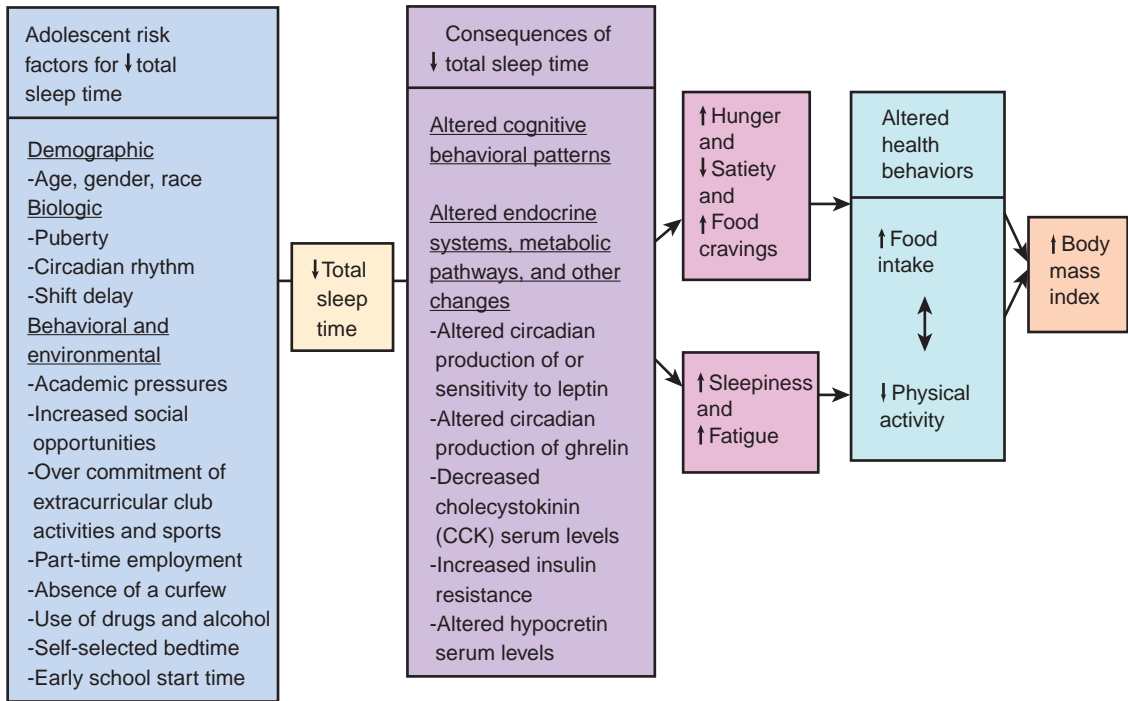 Adolescent risk
factors for ↓ total
sleep time
Demographic
-Age, gender, race
Biologic
-Puberty
-Circadian rhythm
-Shift delay
Behavioral and
environmental
-Academic pressures
-Increased social
opportunities
-Over commitment of
extracurricular club
activities and sports
-Part-time employment
-Absence of a curfew
-Use of drugs and alcohol
-Self-selected bedtime
-Early school start time
↓ Total
sleep
time
Consequences of
↓ total sleep time
Altered cognitive
behavioral patterns
Altered endocrine
systems, metabolic
pathways, and other
changes
-Altered circadian
production of or
sensitivity to leptin
-Altered circadian
production of ghrelin
-Decreased
cholecystokinin
(CCK) serum levels
-Increased insulin
resistance
-Altered hypocretin
serum levels
↑ Hunger
and
↓ Satiety
and
↑ Food
cravings
↑ Sleepiness
and
↑ Fatigue
Altered
health
behaviors
↑ Food
intake
↓ Physical
activity
↑ Body
mass
index